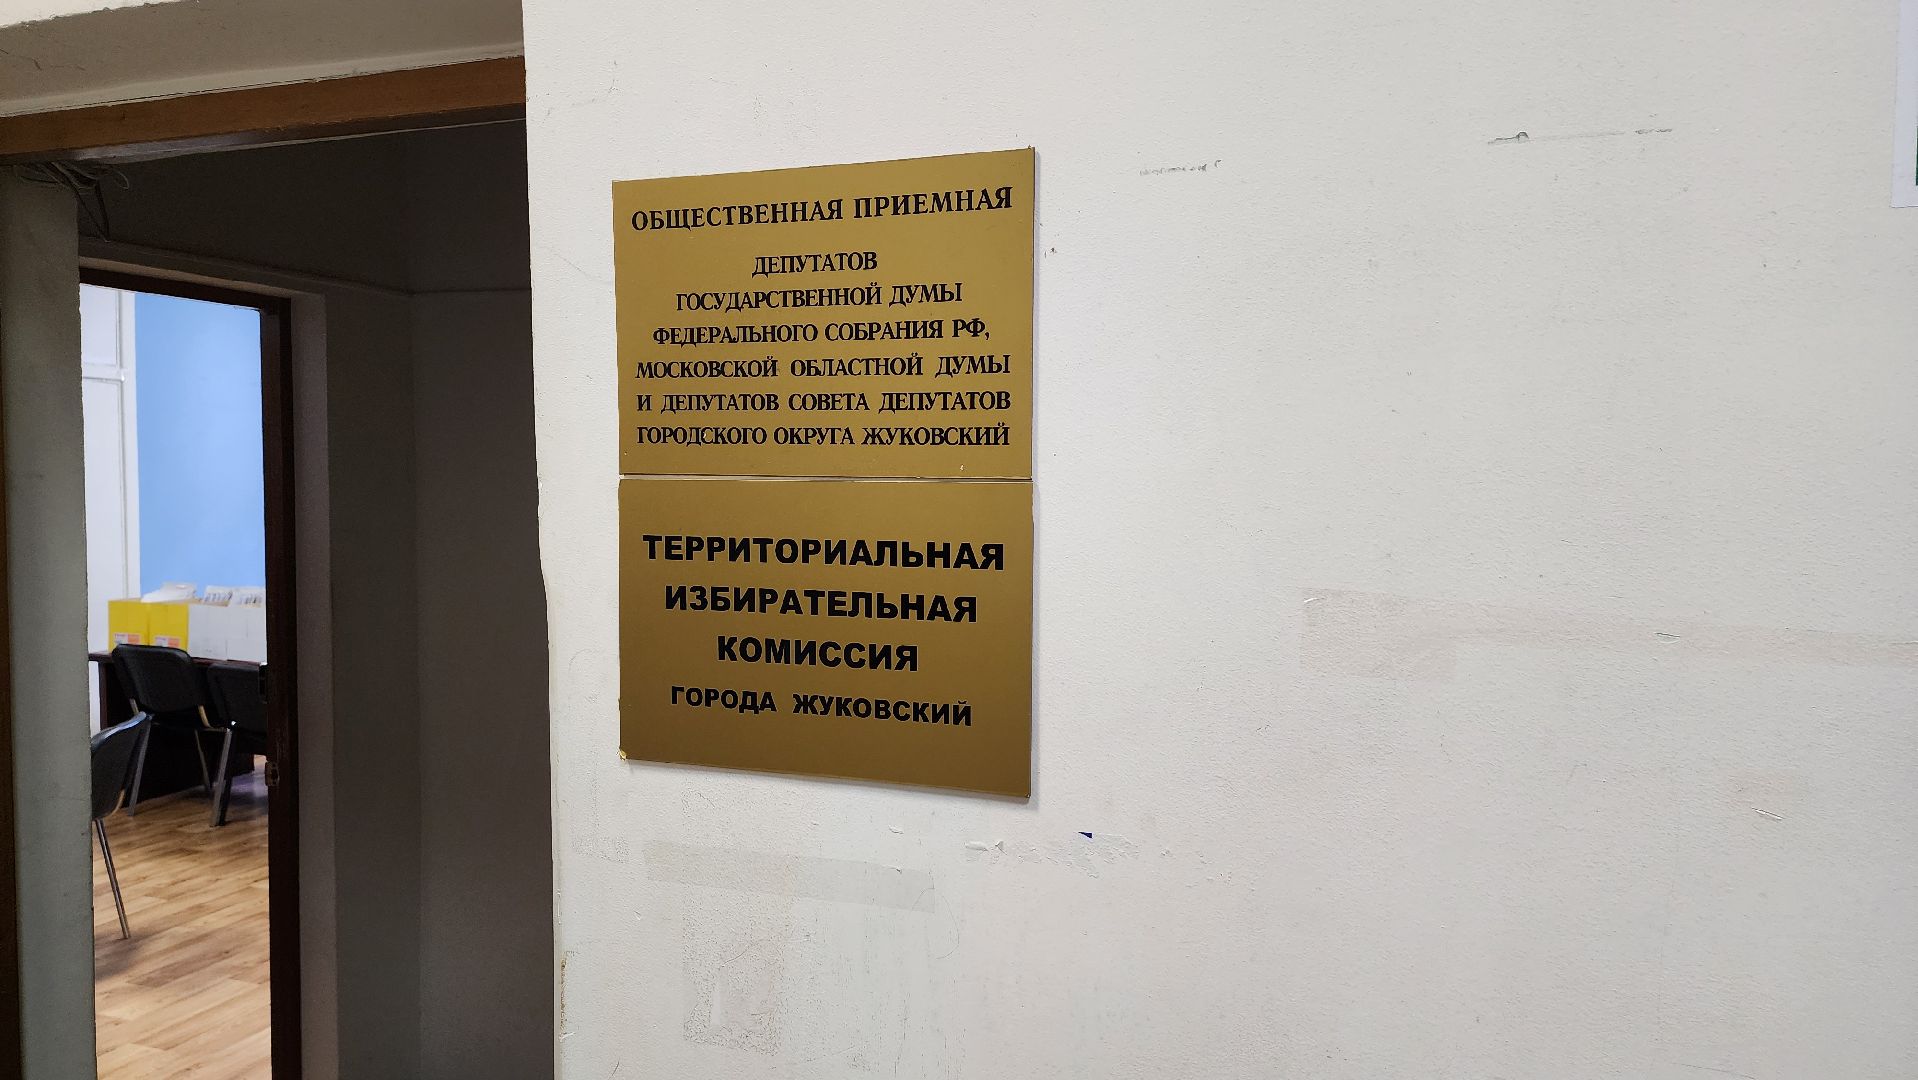 ОБЩЕСТВЕННАЯ ПРИЕМНАЯ
ДЕПУТАТОВ
ГОСУДАРСТВЕННОЙ ДУМЫ
ФЕДЕРАЛЬНОГО СОБРАНИЯ РФ,
МОСКОВСКОЙ ОБЛАСТНОЙ ДУМЫ
И ДЕПУТАТОВ СОВЕТА ДЕПУТАТОВ
ГОРОДСКОГО ОКРУГА ЖУКОВСКИЙ
ТЕРРИТОРИАЛЬНАЯ
ИЗБИРАТЕЛЬНАЯ
КОМИССИЯ
ГОРОДА ЖУКОВСКИЙ